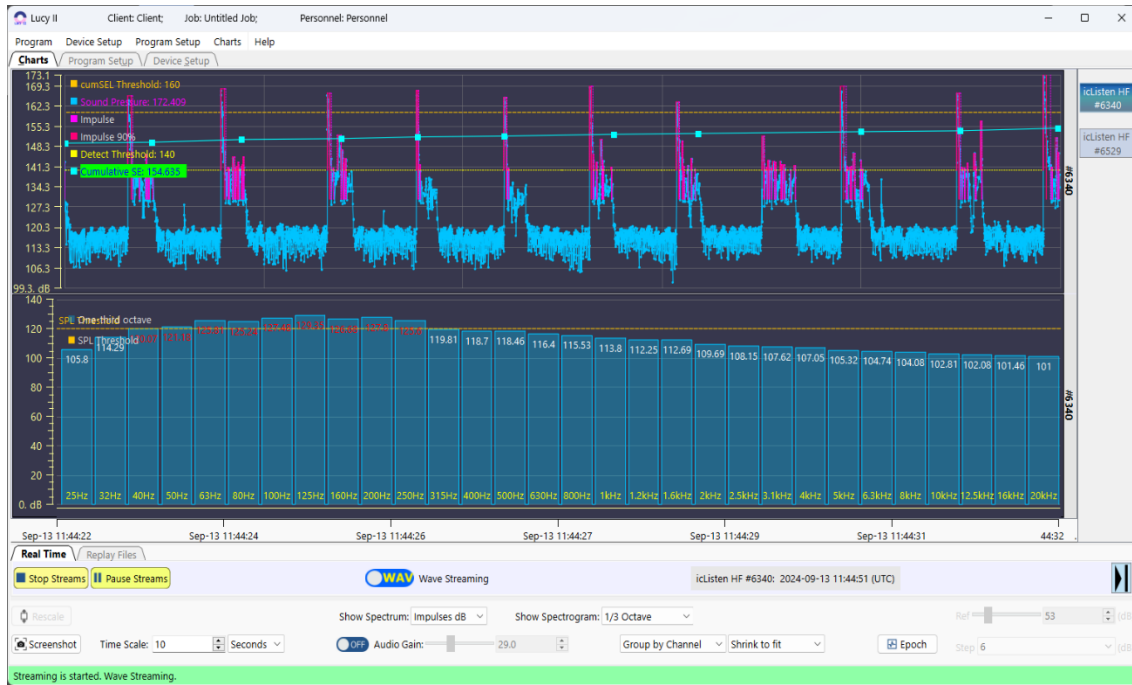 Lucy II Client: Client; Job: Untitled Job; Personnel: Personnel
Program Device Setup Program Setup Charts Help
Charts Program Setup Device Setup
173.1
169.3
162.3
155.3
148.3
141.3
134.3
127.3
120.3
113.3
106.3
99.3. dB
cumSEL Threshold: 160
Sound Pressure: 172.409
Impulse
Impulse 90%
Detect Threshold: 140
Cumulative SE: 154.635
#6340
icListen HF
#6340
icListen HF
#6529
140
120
100
80
60
40
20
0. dB
One-third octave
SPL Threshold
105.8 114.29 119.81 118.7 118.46 116.4 115.53 113.8 112.25 112.69 109.69 108.15 107.62 107.05 105.32 104.74 104.08 102.81 102.08 101.46 101
25Hz 32Hz 40Hz 50Hz 63Hz 80Hz 100Hz 125Hz 160Hz 200Hz 250Hz 315Hz 400Hz 500Hz 630Hz 800Hz 1kHz 1.2kHz 1.6kHz 2kHz 2.5kHz 3.1kHz 4kHz 5kHz 6.3kHz 8kHz 10kHz 12.5kHz 16kHz 20kHz
#6340
Sep-13 11:44:22 Sep-13 11:44:24 Sep-13 11:44:26 Sep-13 11:44:27 Sep-13 11:44:29 Sep-13 11:44:31 44:32
Real Time Replay Files
Stop Streams Pause Streams WAV Wave Streaming icListen HF #6340: 2024-09-13 11:44:51 (UTC)
Rescale Show Spectrum: Impulses dB Show Spectrogram: 1/3 Octave Ref 53 (dB
Screenshot Time Scale: 10 Seconds OFF Audio Gain: 29.0 Group by Channel Shrink to fit Epoch Step 6 (dB
Streaming is started. Wave Streaming.